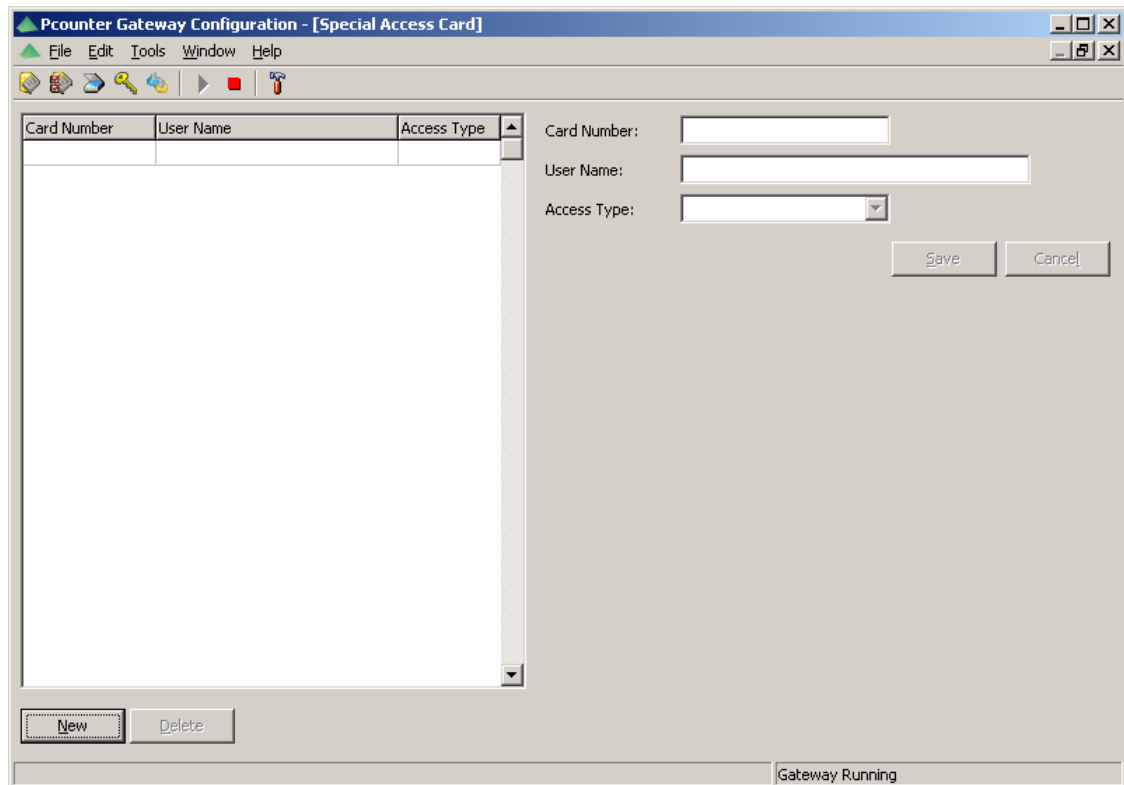 Pcounter Gateway Configuration - [Special Access Card]
File Edit Tools Window Help
Card Number User Name Access Type
Card Number:
User Name:
Access Type:
Save Cancel
New Delete
Gateway Running